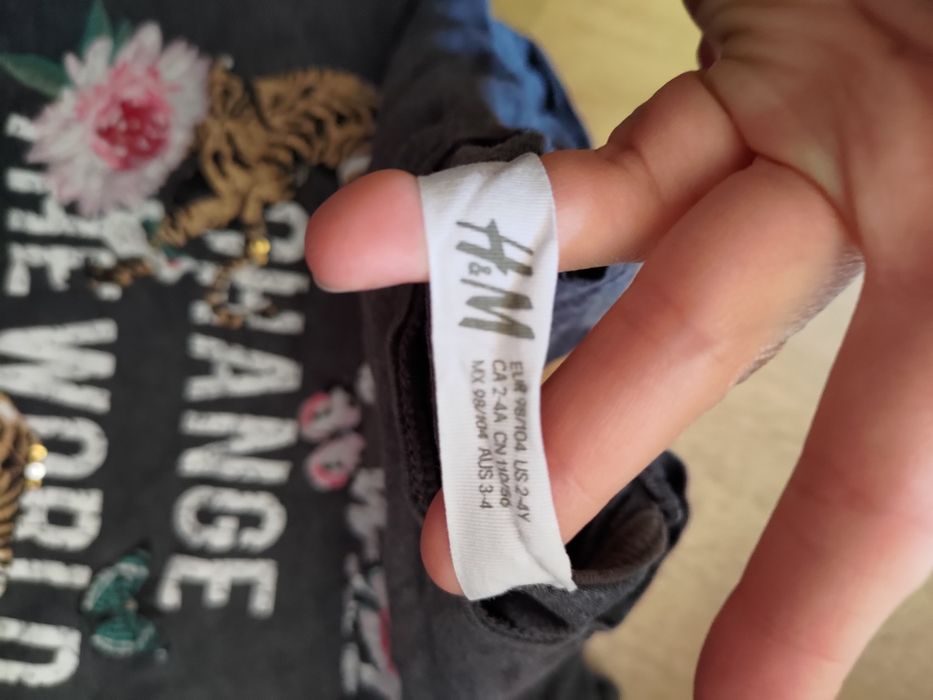 CHANGE
THE WORLD
H&M
EUR 98/104 US 2-4Y
CA 2-4A CN 110/56
MX 98/104 AUS 3-4